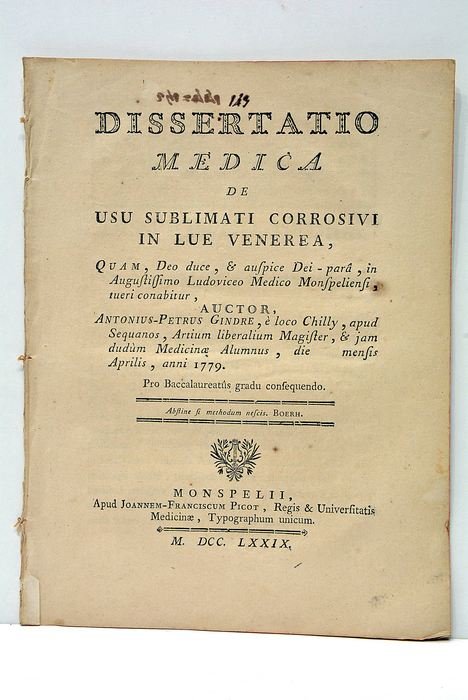 113
DISSERTATIO
MEDICA
DE
USU SUBLIMATI CORROSIVI
IN LUE VENEREA,
QUAM, Deo duce, & auſpice Dei-parâ, in
Auguſtiſſimo Ludoviceo Medico Monſpelienſi,
tueri conabitur,
AUCTOR,
ANTONIUS-PETRUS GINDRE, è loco Chilly, apud
Sequanos, Artium liberalium Magiſter, & jam
dudùm Medicinæ Alumnus, die menſis
Aprilis, anni 1779.
Pro Baccalaureatûs gradu conſequendo.
Abſtine ſi methodum neſcis. BOERH.
MONSPELII,
Apud JOANNEM-FRANCISCUM PICOT, Regis & Univerſitatis
Medicinæ, Typographum unicum.
M. DCC. LXXIX.